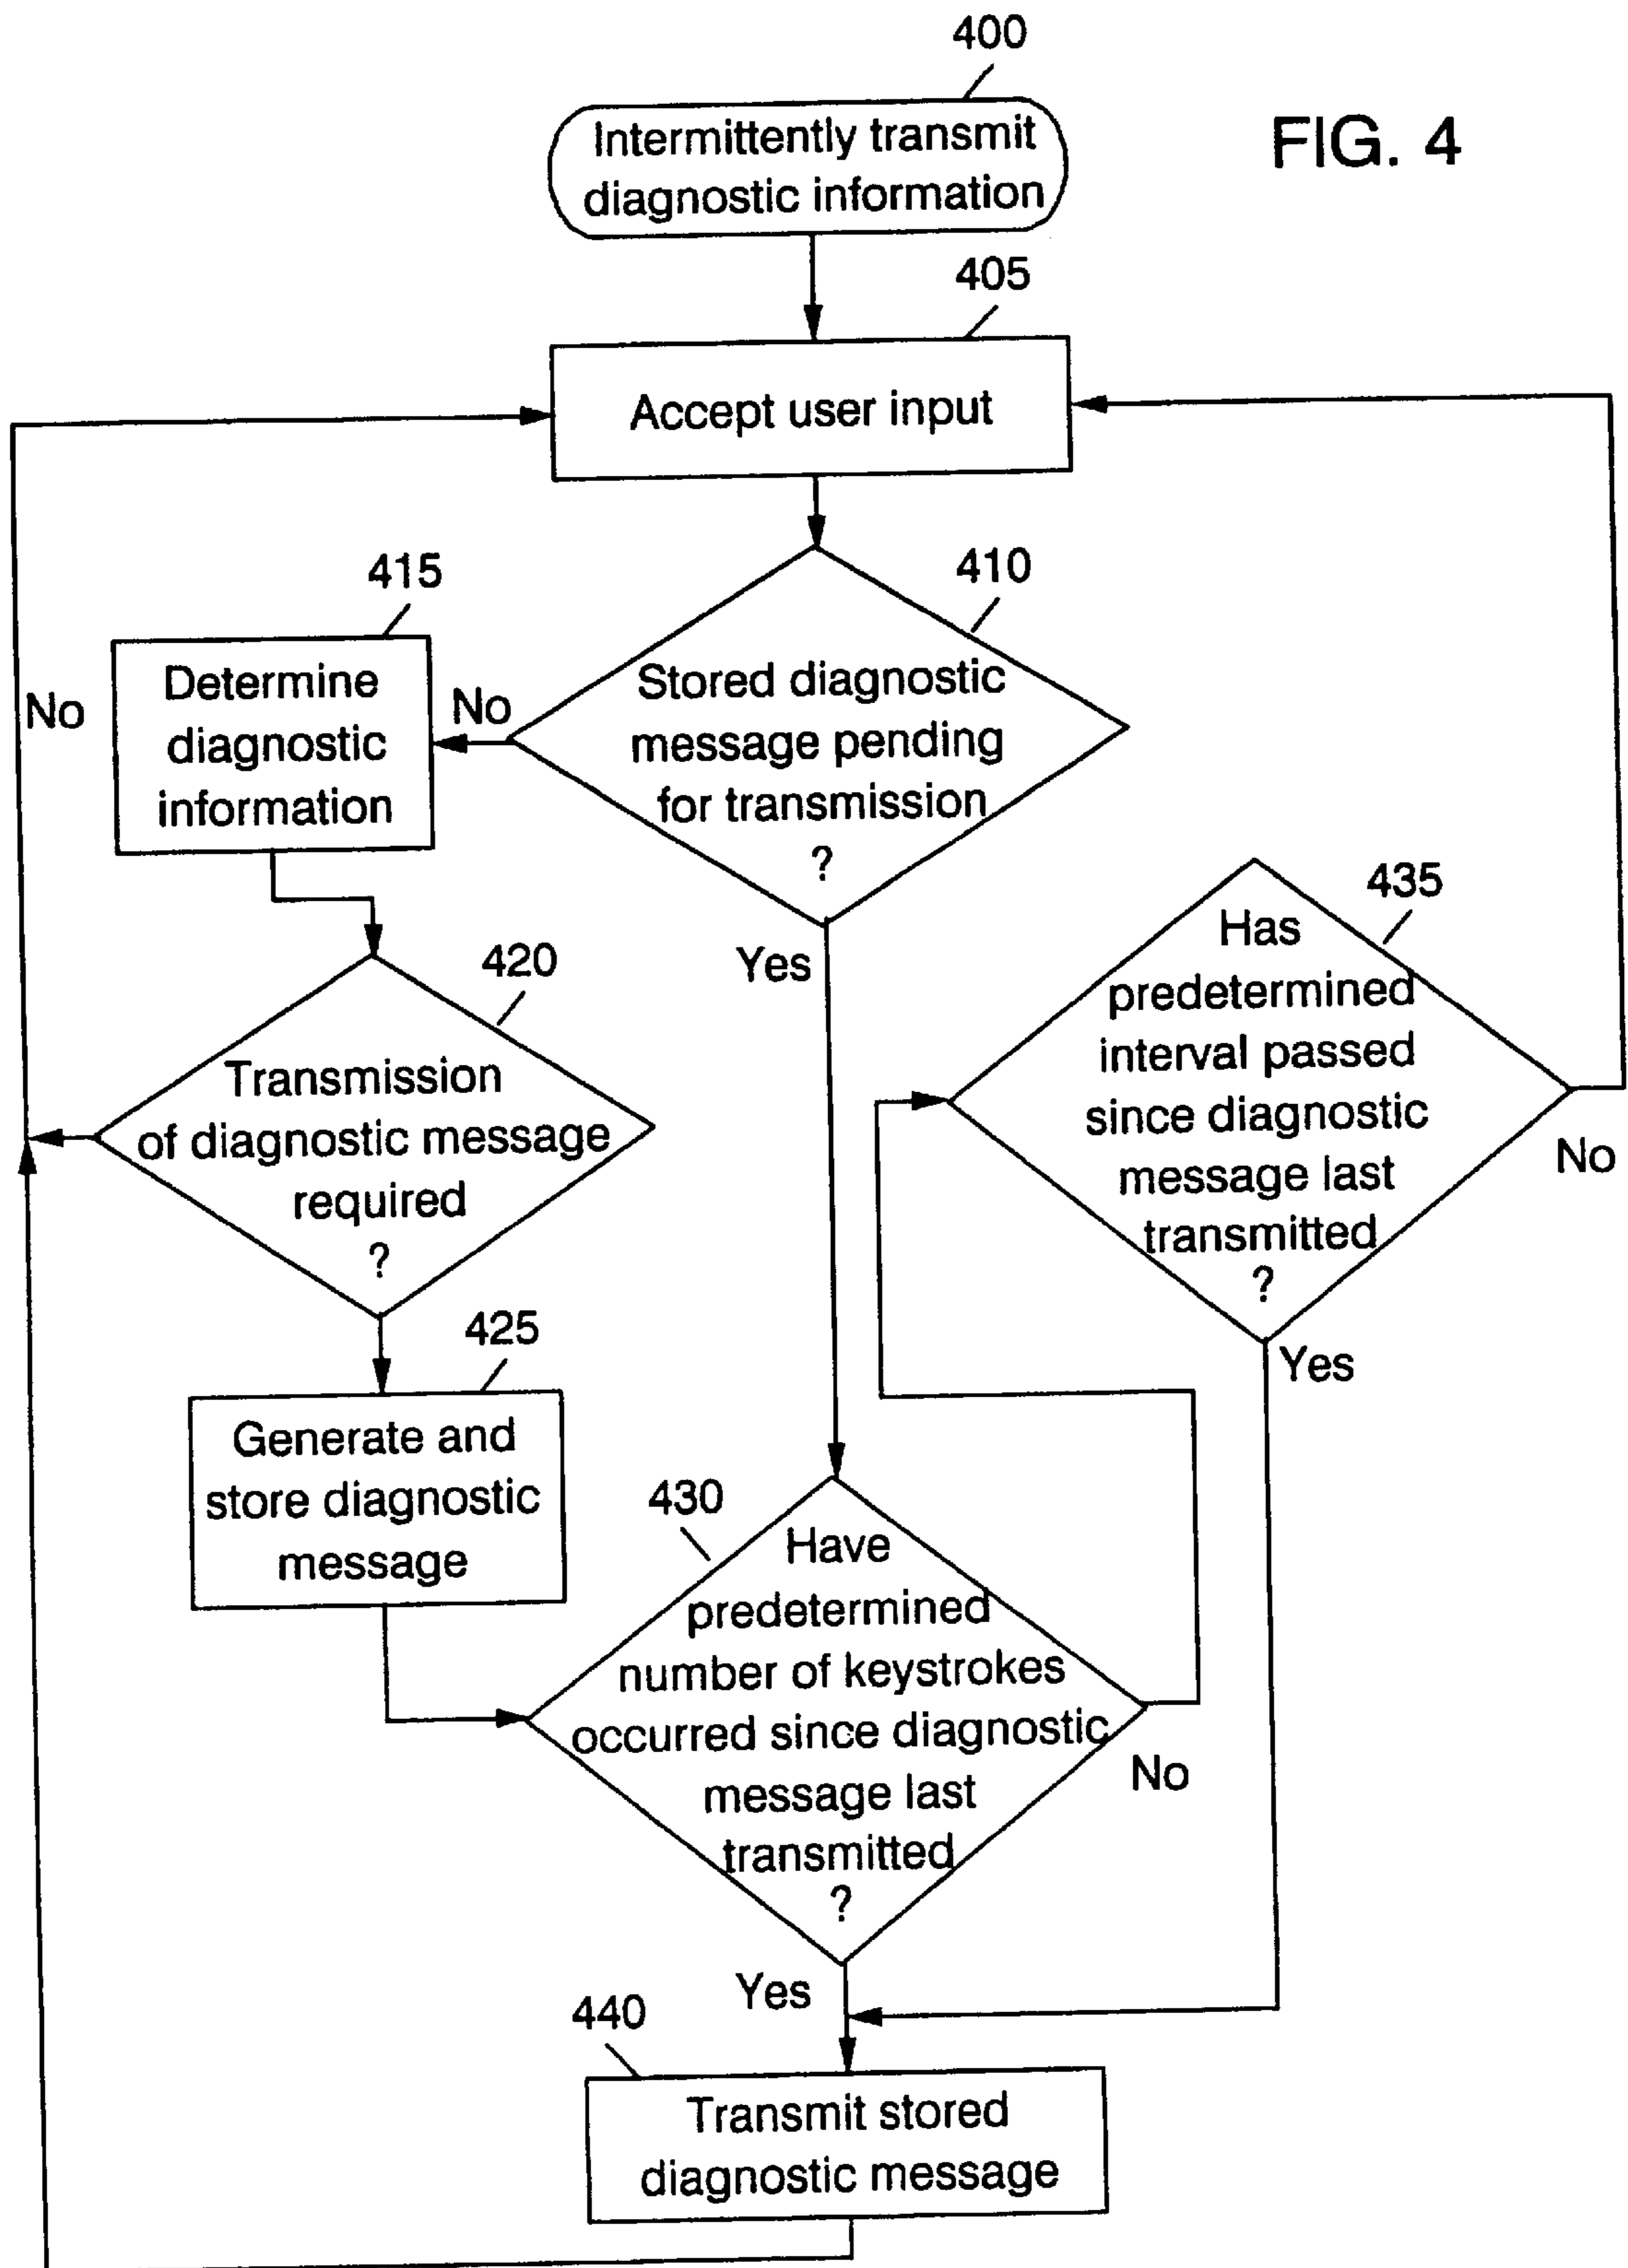 400
FIG. 4
Intermittently transmit
diagnostic information
405
Accept user input
410
415
Stored diagnostic
message pending
for transmission
?
No
Determine
diagnostic
information
No
Yes
435
Has
predetermined
interval passed
since diagnostic
message last
transmitted
?
No
Yes
420
Transmission
of diagnostic message
required
?
425
Generate and
store diagnostic
message
430
Have
predetermined
number of keystrokes
occurred since diagnostic
message last
transmitted
?
No
Yes
440
Transmit stored
diagnostic message